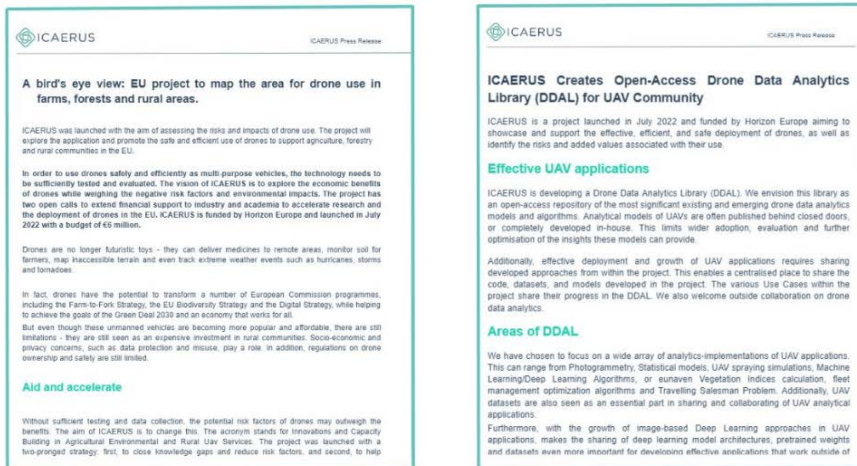 ICAERUS
ICAERUS Press Release
A bird's eye view: EU project to map the area for drone use in
farms, forests and rural areas.
ICAERUS was launched with the aim of assessing the risks and impacts of drone use. The project will
explore the application and promote the safe and efficient use of drones to support agriculture, forestry
and rural communities in the EU.
In order to use drones safely and efficiently as multi-purpose vehicles, the technology needs to
be sufficiently tested and evaluated. The vision of ICAERUS is to explore the economic benefits
of drones while weighing the negative risk factors and environmental impacts. The project has
two open calls to extend financial support to industry and academia to accelerate research and
the deployment of drones in the EU. ICAERUS is funded by Horizon Europe and launched in July
2022 with a budget of €6 million.
Drones are no longer futuristic toys - they can deliver medicines to remote areas, monitor soil for
farmers, map inaccessible terrain and even track extreme weather events such as hurricanes, storms
and tornadoes.
In fact, drones have the potential to transform a number of European Commission programmes,
including the Farm-to-Fork Strategy, the EU Biodiversity Strategy and the Digital Strategy, while helping
to achieve the goals of the Green Deal 2030 and an economy that works for all.
But even though these unmanned vehicles are becoming more popular and affordable, there are still
limitations - they are still seen as an expensive investment in rural communities. Socio-economic and
privacy concerns, such as data protection and misuse, play a role. In addition, regulations on drone
ownership and safety are still limited.
Aid and accelerate
Without sufficient testing and data collection, the potential risk factors of drones may outweigh the
benefits. The aim of ICAERUS is to change this. The acronym stands for Innovations and Capacity
Building in Agricultural Environmental and Rural Uav Services. The project was launched with a
two-pronged strategy: first, to close knowledge gaps and reduce risk factors, and second, to help
ICAERUS
ICAERUS Press Release
ICAERUS Creates Open-Access Drone Data Analytics
Library (DDAL) for UAV Community
ICAERUS is a project launched in July 2022 and funded by Horizon Europe aiming to
showcase and support the effective, efficient, and safe deployment of drones, as well as
identify the risks and added values associated with their use.
Effective UAV applications
ICAERUS is developing a Drone Data Analytics Library (DDAL). We envision this library as
an open-access repository of the most significant existing and emerging drone data analytics
models and algorithms. Analytical models of UAVs are often published behind closed doors,
or completely developed in-house. This limits wider adoption, evaluation and further
optimisation of the insights these models can provide.
Additionally, effective deployment and growth of UAV applications requires sharing
developed approaches from within the project. This enables a centralised place to share the
code, datasets, and models developed in the project. The various Use Cases within the
project share their progress in the DDAL. We also welcome outside collaboration on drone
data analytics.
Areas of DDAL
We have chosen to focus on a wide array of analytics-implementations of UAV applications.
This can range from Photogrammetry, Statistical models, UAV spraying simulations, Machine
Learning/Deep Learning Algorithms, or eunaven Vegetation Indices calculation, fleet
management optimization algorithms and Travelling Salesman Problem. Additionally, UAV
datasets are also seen as an essential part in sharing and collaborating of UAV analytical
applications.
Furthermore, with the growth of image-based Deep Learning approaches in UAV
applications, makes the sharing of deep learning model architectures, pretrained weights
and datasets even more important for developing effective applications that work outside of